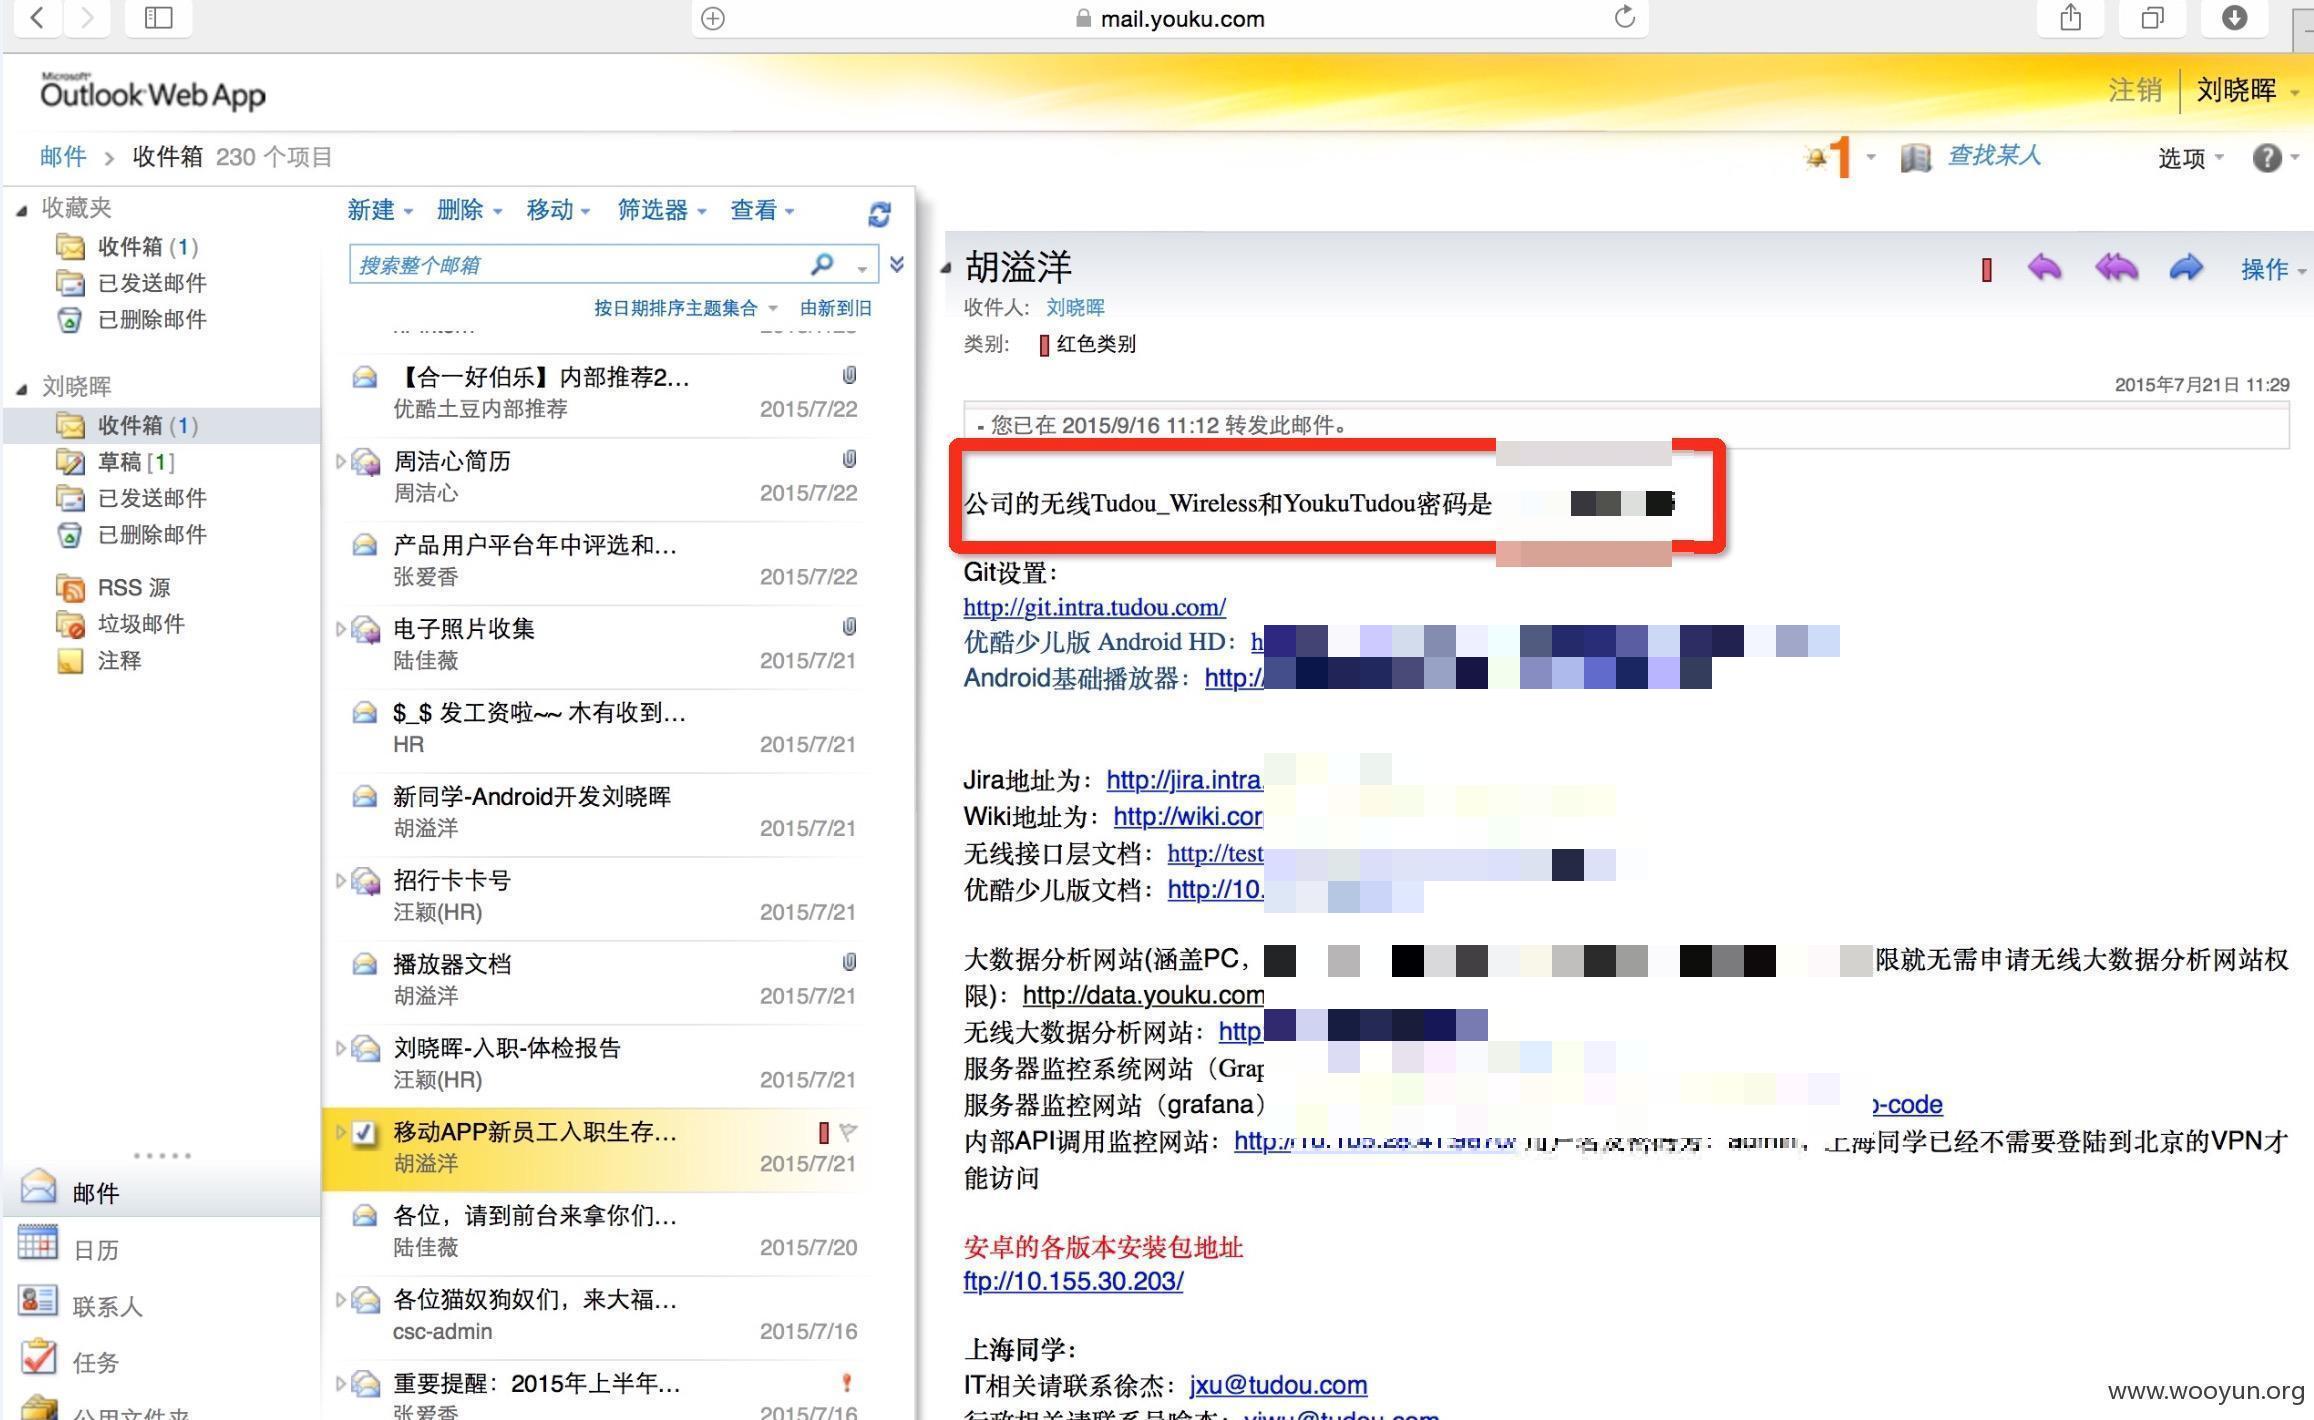 mail.youku.com
Microsoft
Outlook Web App
注销
刘晓晖
邮件
收件箱 230 个项目
1
查找某人
选项
收藏夹
收件箱 (1)
已发送邮件
已删除邮件
刘晓晖
收件箱 (1)
草稿 [1]
已发送邮件
已删除邮件
RSS 源
垃圾邮件
注释
邮件
日历
联系人
任务
公用文件夹
新建
删除
移动
筛选器
查看
搜索整个邮箱
按日期排序主题集合
由新到旧
【合一好伯乐】内部推荐2...
优酷土豆内部推荐 2015/7/22
周洁心简历
周洁心 2015/7/22
产品用户平台年中评选和...
张爱香 2015/7/22
电子照片收集
陆佳薇 2015/7/21
$_$ 发工资啦~~ 木有收到...
HR 2015/7/21
新同学-Android开发刘晓晖
胡溢洋 2015/7/21
招行卡卡号
汪颖(HR) 2015/7/21
播放器文档
胡溢洋 2015/7/21
刘晓晖-入职-体检报告
汪颖(HR) 2015/7/21
移动APP新员工入职生存...
胡溢洋 2015/7/21
各位，请到前台来拿你们...
陆佳薇 2015/7/20
各位猫奴狗奴们，来大福...
csc-admin 2015/7/16
重要提醒：2015年上半年...
张爱香 2015/7/16
胡溢洋
操作
收件人: 刘晓晖
类别: 红色类别
2015年7月21日 11:29
- 您已在 2015/9/16 11:12 转发此邮件。
公司的无线Tudou_Wireless和YoukuTudou密码是
Git设置：
http://git.intra.tudou.com/
优酷少儿版 Android HD： h
Android基础播放器：http://
Jira地址为：http://jira.intra.
Wiki地址为：http://wiki.cor
无线接口层文档：http://test
优酷少儿版文档：http://10.
大数据分析网站(涵盖PC， 限就无需申请无线大数据分析网站权
限)：http://data.youku.com
无线大数据分析网站：http
服务器监控系统网站（Grap
服务器监控网站（grafana） -code
内部API调用监控网站：http: 上海同学已经不需要登陆到北京的VPN才
能访问
安卓的各版本安装包地址
ftp://10.155.30.203/
上海同学：
IT相关请联系徐杰：jxu@tudou.com
www.wooyun.org